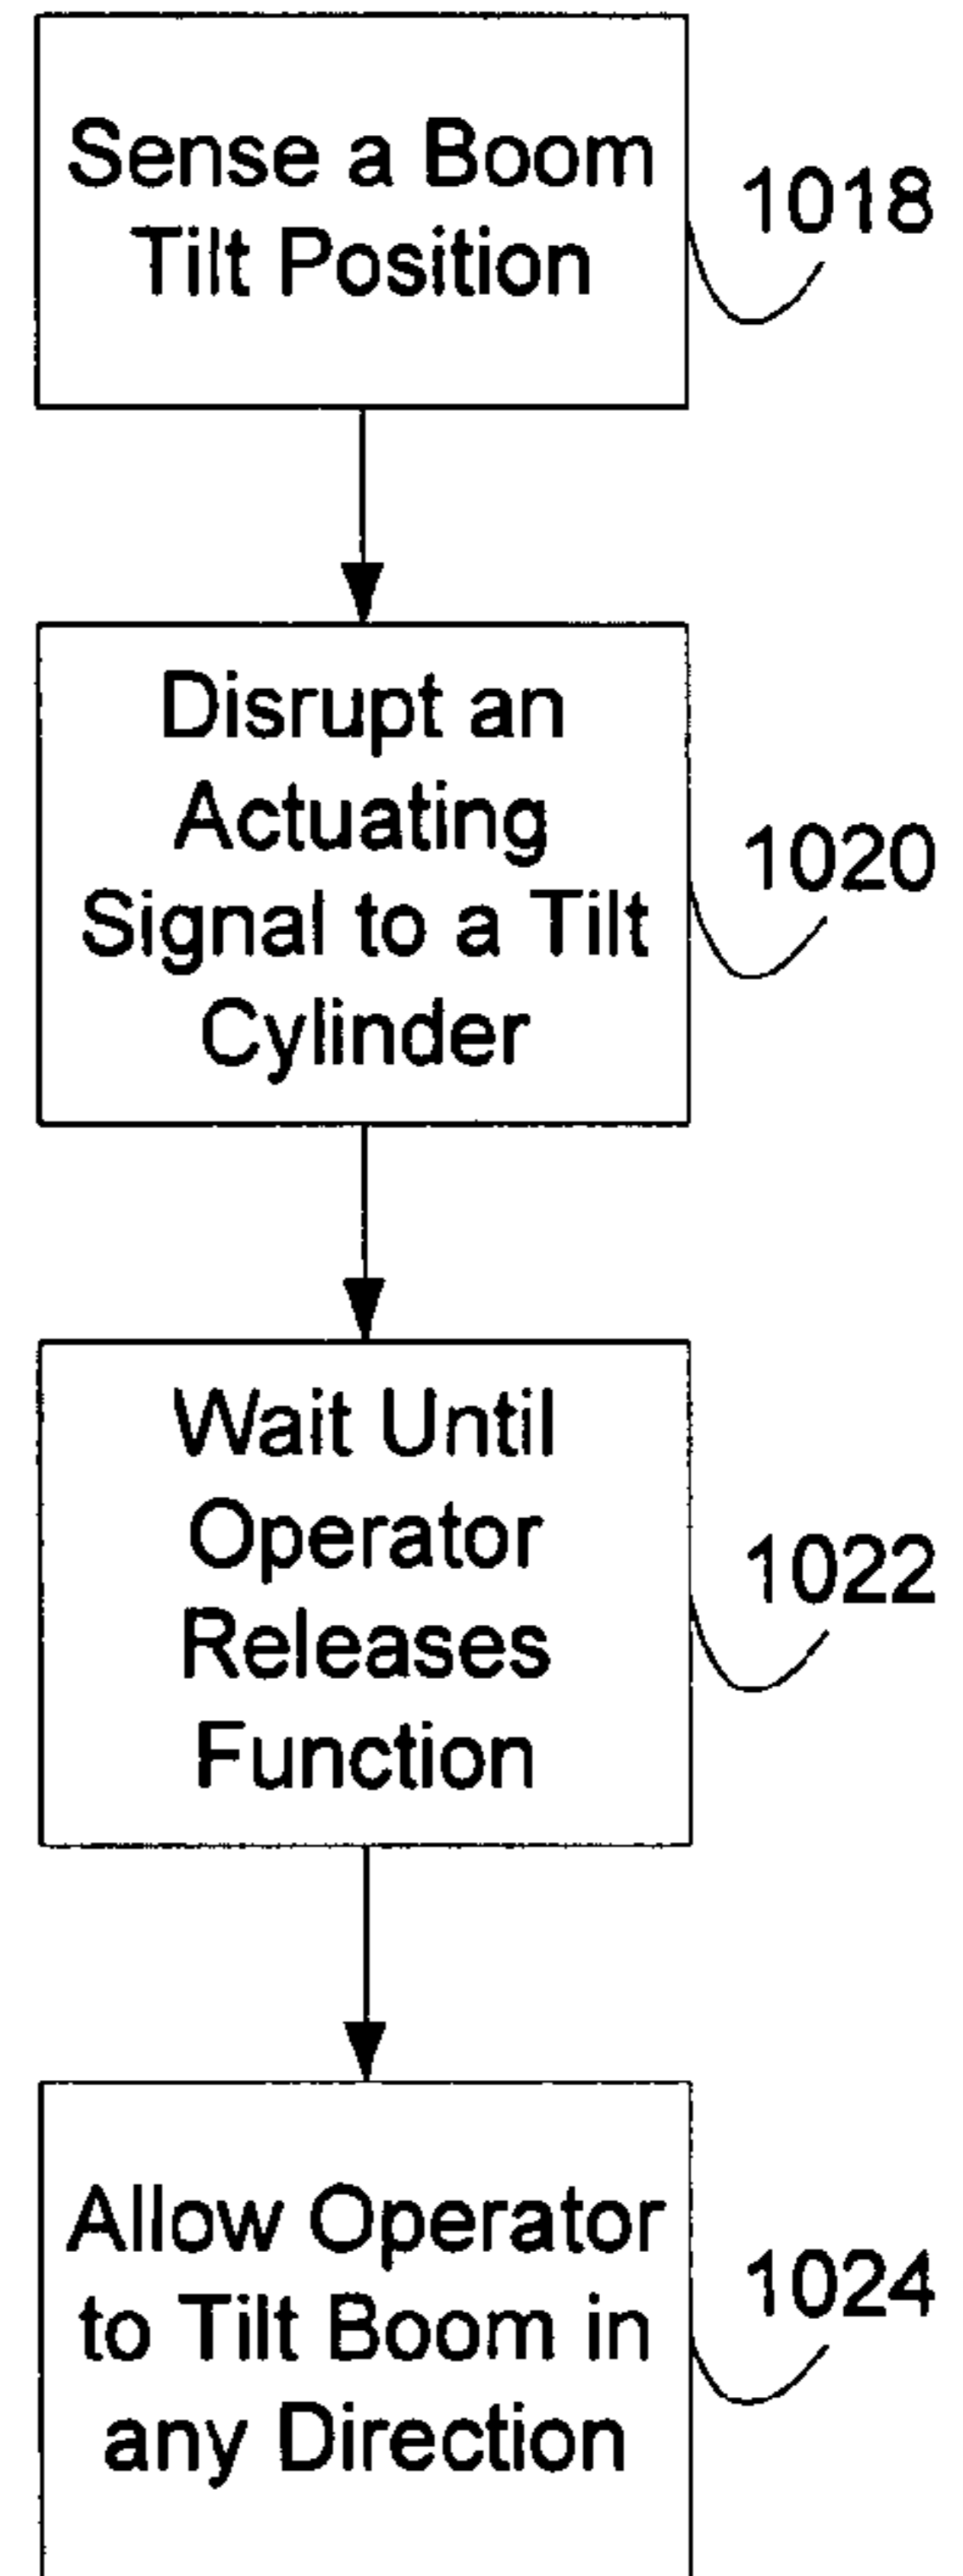 Sense a Boom
Tilt Position
1018
Disrupt an
Actuating
Signal to a Tilt
Cylinder
1020
Wait Until
Operator
Releases
Function
1022
Allow Operator
to Tilt Boom in
any Direction
1024